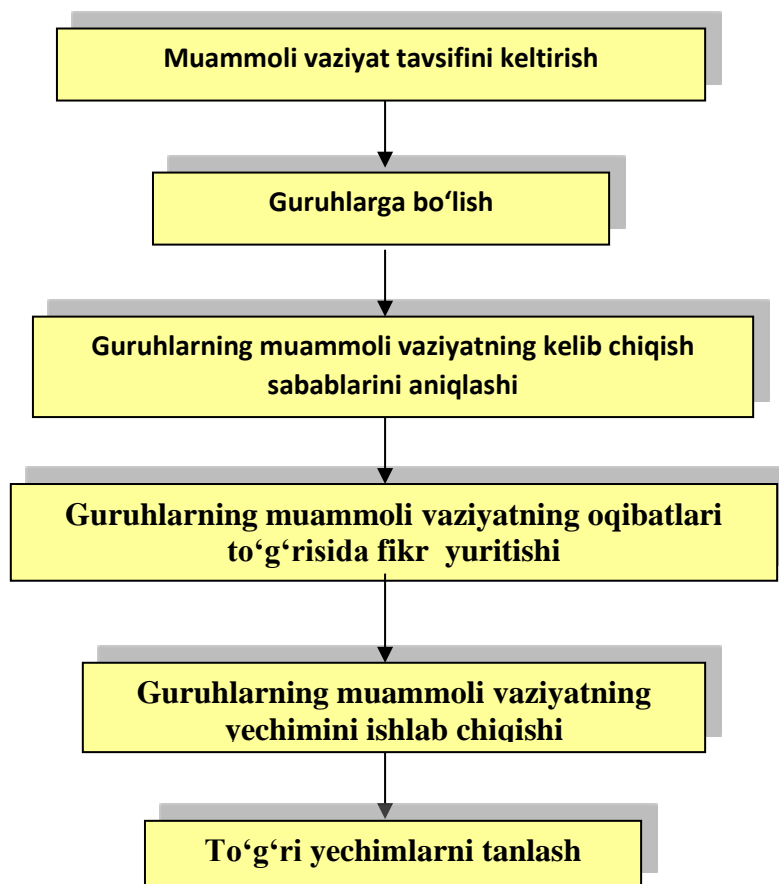 Muammoli vaziyat tavsifini keltirish
Guruhlarga bo‘lish
Guruhlarning muammoli vaziyatning kelib chiqish
sabablarini aniqlashi
Guruhlarning muammoli vaziyatning oqibatlari
to‘g‘risida fikr yuritishi
Guruhlarning muammoli vaziyatning
yechimini ishlab chiqishi
To‘g‘ri yechimlarni tanlash